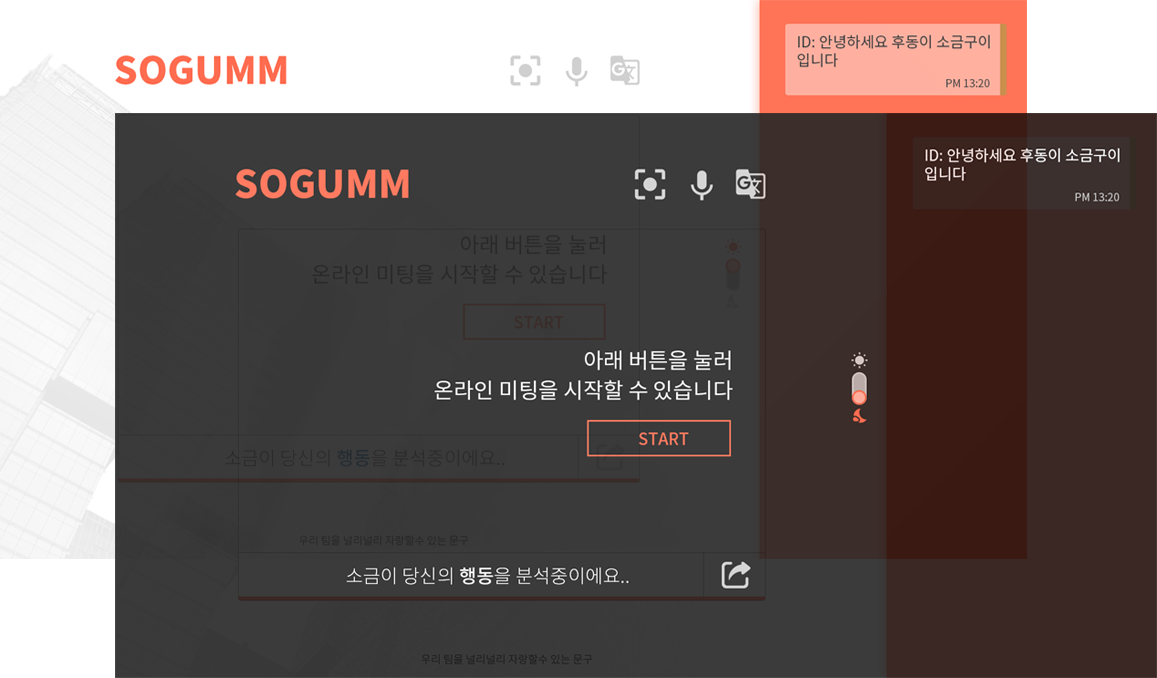 SOGUMM
ID: 안녕하세요 후동이 소금구이
입니다
PM 13:20
SOGUMM
ID: 안녕하세요 후동이 소금구이
입니다
PM 13:20
아래 버튼을 눌러
온라인 미팅을 시작할 수 있습니다
START
아래 버튼을 눌러
온라인 미팅을 시작할 수 있습니다
START
소금이 당신의 행동을 분석중이에요..
우리 팀을 널리널리 자랑할수 있는 문구
소금이 당신의 행동을 분석중이에요..
우리 팀을 널리널리 자랑할수 있는 문구